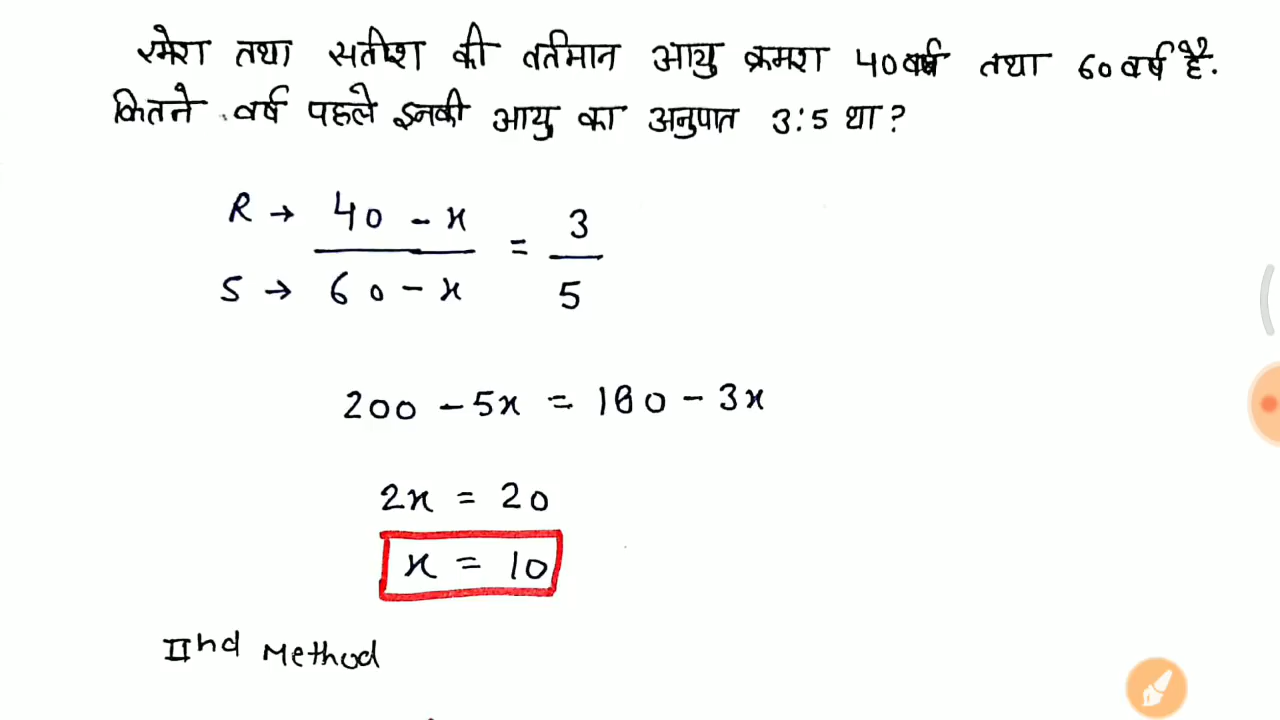 रमेश तथा सतीश की वर्तमान आयु क्रमश 40 वर्ष तथा 60 वर्ष है.
कितने वर्ष पहले इनकी आयु का अनुपात 3:5 था?
R → 40 - x = 3
S → 60 - x 5
200 - 5x = 180 - 3x
2x = 20
x = 10
IInd Method